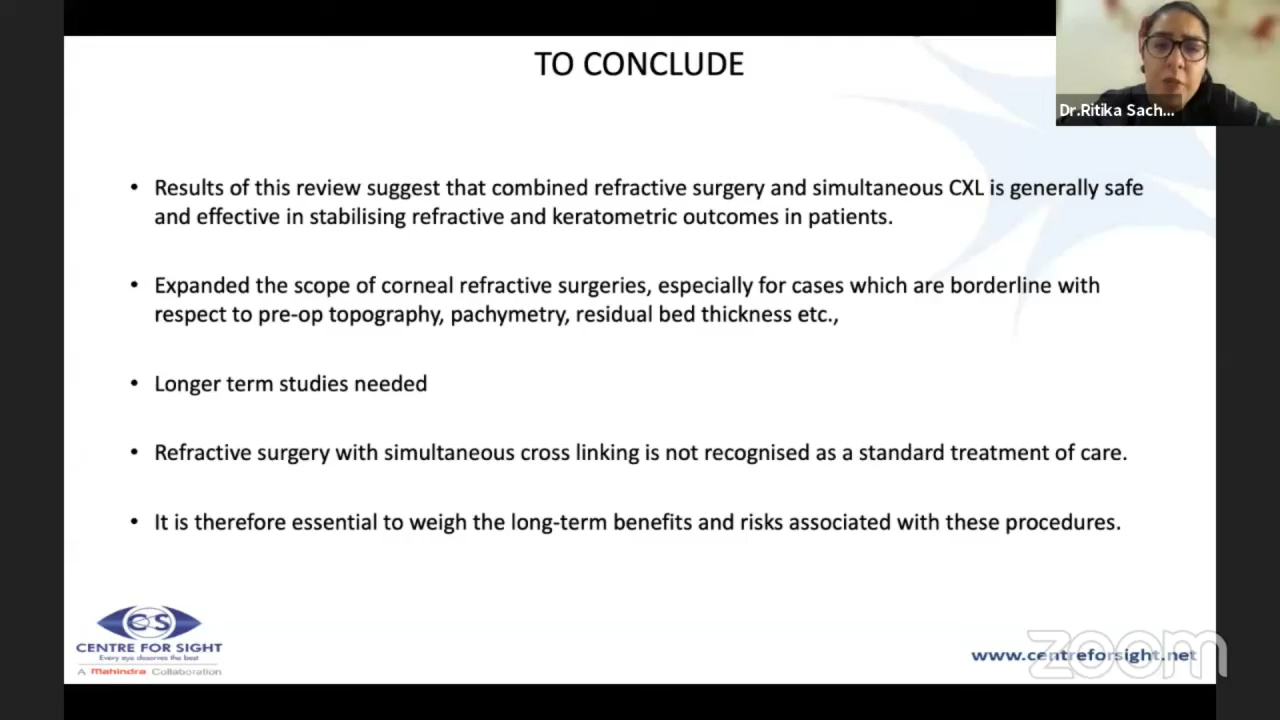 TO CONCLUDE
Dr.Ritika Sach...
• Results of this review suggest that combined refractive surgery and simultaneous CXL is generally safe
and effective in stabilising refractive and keratometric outcomes in patients.
• Expanded the scope of corneal refractive surgeries, especially for cases which are borderline with
respect to pre-op topography, pachymetry, residual bed thickness etc.,
• Longer term studies needed
• Refractive surgery with simultaneous cross linking is not recognised as a standard treatment of care.
• It is therefore essential to weigh the long-term benefits and risks associated with these procedures.
CFS
CENTRE FOR SIGHT
Every eye deserves the best
A Mahindra Collaboration
www.centreforsight.net
zoom